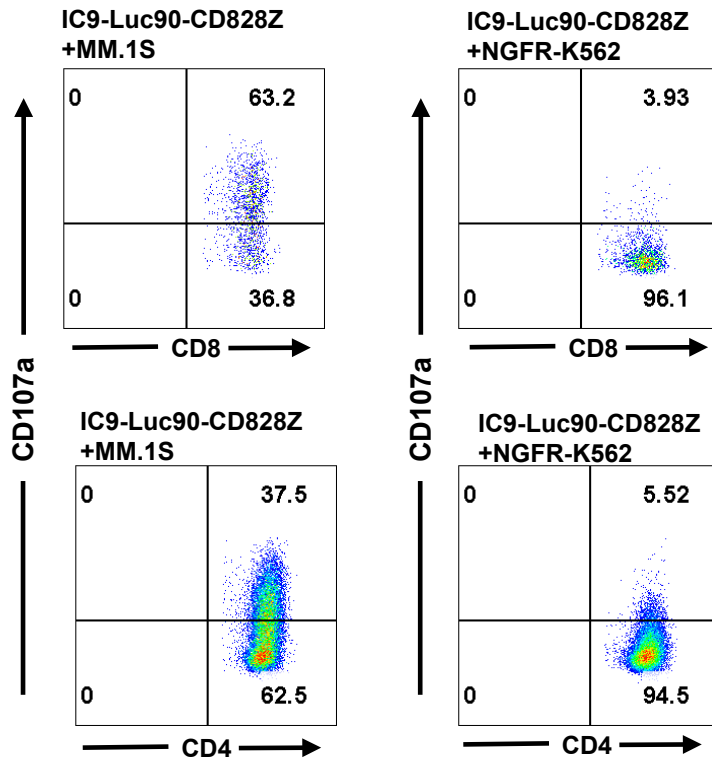 IC9-Luc90-CD828Z
+MM.1S
IC9-Luc90-CD828Z
+NGFR-K562
0
63.2
0
36.8
0
3.93
0
96.1
CD107a
CD8
CD107a
CD8
IC9-Luc90-CD828Z
+MM.1S
IC9-Luc90-CD828Z
+NGFR-K562
0
37.5
0
62.5
0
5.52
0
94.5
CD4
CD4